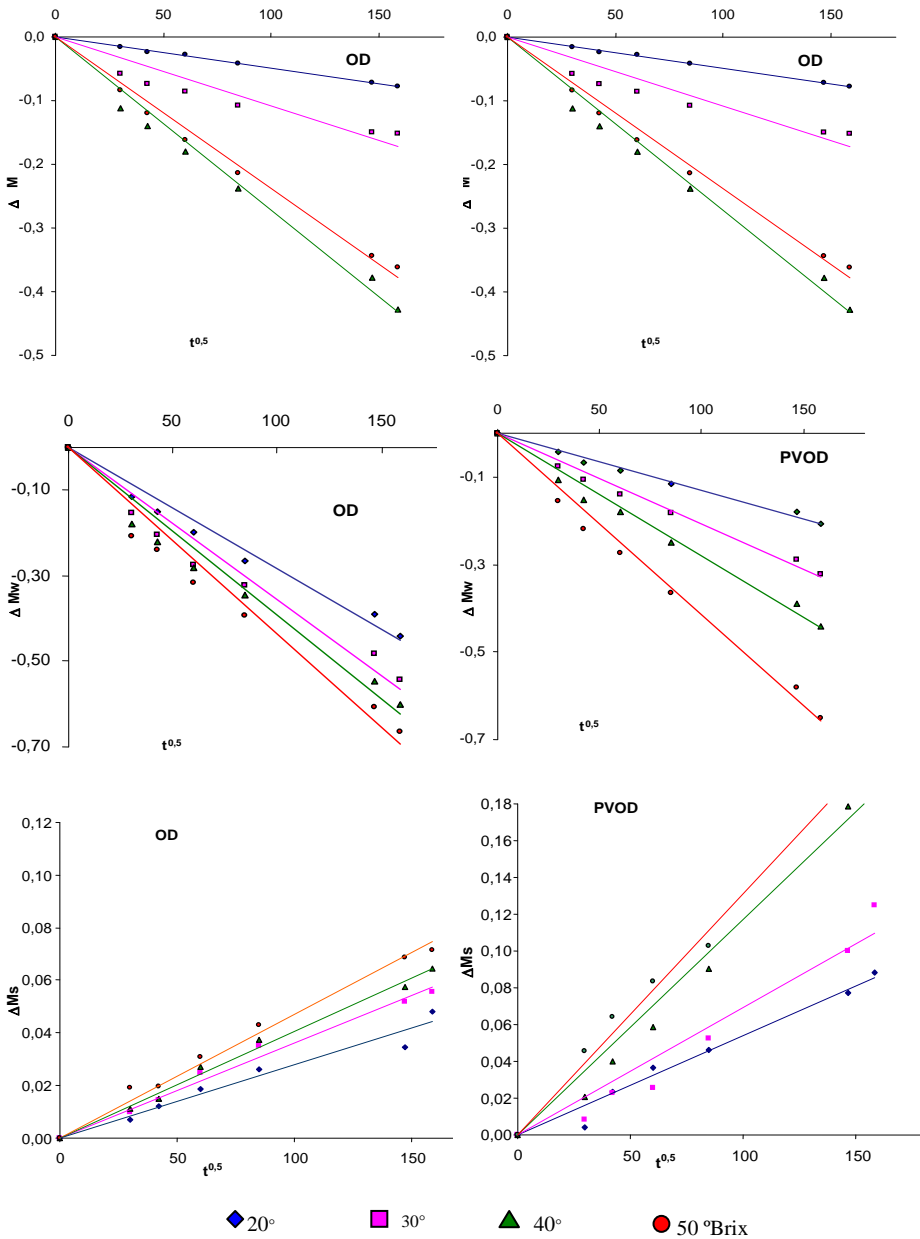 0 50 100 150
0,0
OD
-0,1
-0,2
-0,3
-0,4
-0,5
Δ M
t0,5
0 50 100 150
0,0
OD
-0,1
-0,2
-0,3
-0,4
-0,5
Δ M
t0,5
0 50 100 150
OD
-0,10
-0,30
-0,50
-0,70
Δ Mw
t0,5
0 50 100 150
PVOD
-0,1
-0,3
-0,5
-0,7
Δ Mw
t0,5
0,12
OD
0,10
0,08
0,06
0,04
0,02
0,00
ΔMs
0 50 100 150
t0,5
0,18
PVOD
0,16
0,14
0,12
0,10
0,08
0,06
0,04
0,02
0,00
ΔMs
0 50 100 150
t0,5
20° 30° 40° 50 ºBrix